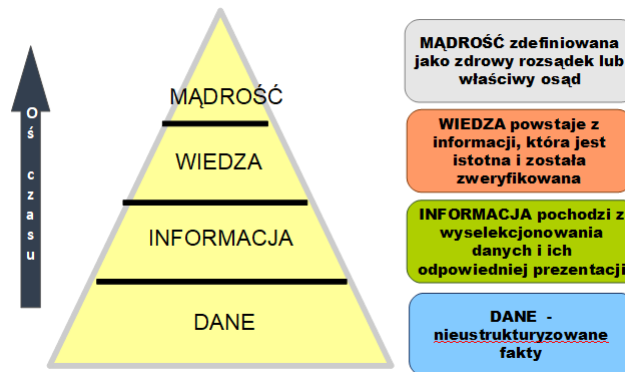 Oś czasu
MĄDROŚĆ
WIEDZA
INFORMACJA
DANE
MĄDROŚĆ zdefiniowana
jako zdrowy rozsądek lub
właściwy osąd
WIEDZA powstaje z
informacji, która jest
istotna i została
zweryfikowana
INFORMACJA pochodzi z
wyselekcjonowania
danych i ich
odpowiedniej prezentacji
DANE -
nieustrukturyzowane
fakty